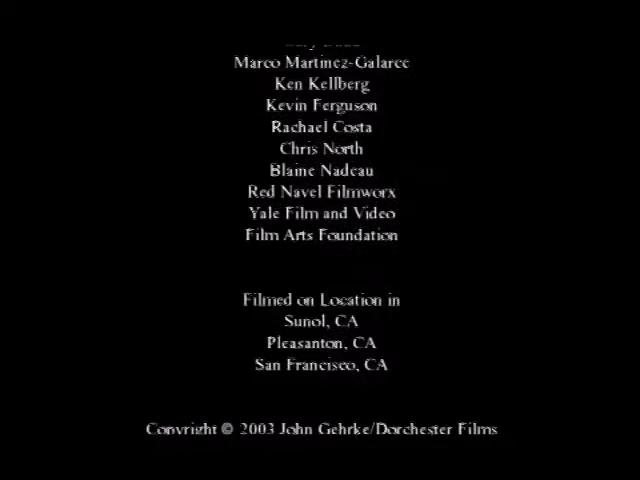 Marco Martinez-Galarce
Ken Kellberg
Kevin Ferguson
Rachael Costa
Chris North
Blaine Nadeau
Red Navel Filmworx
Yale Film and Video
Film Arts Foundation
Filmed on Location in
Sunol, CA
Pleasanton, CA
San Francisco, CA
Copyright © 2003 John Gehrke/Dorchester Films